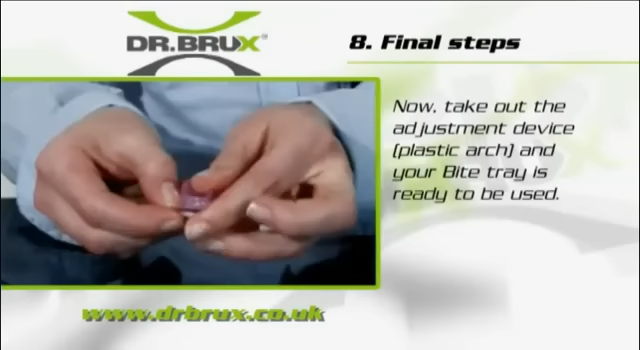 DR.BRUX®
8. Final steps
Now, take out the
adjustment device
(plastic arch) and
your Bite tray is
ready to be used.
www.drbrux.co.uk